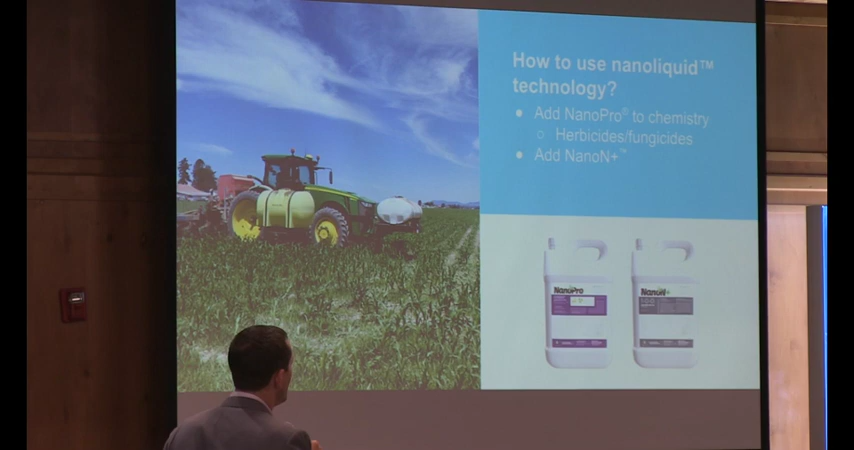 How to use nanoliquid™
technology?
● Add NanoPro® to chemistry
○ Herbicides/fungicides
● Add NanoN+™
NanoPro
NanoN+